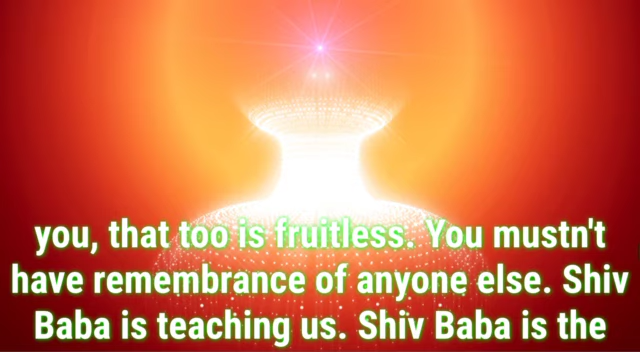 you, that too is fruitless. You mustn't
have remembrance of anyone else. Shiv
Baba is teaching us. Shiv Baba is the